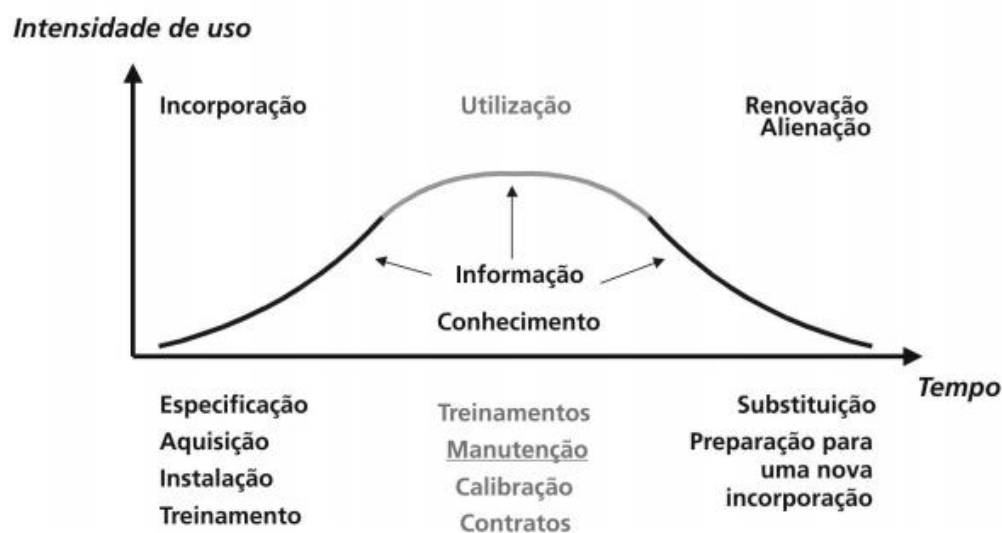 Intensidade de uso
Incorporação
Utilização
Renovação
Alienação
Informação
Conhecimento
Tempo
Especificação
Aquisição
Instalação
Treinamento
Treinamentos
Manutenção
Calibração
Contratos
Substituição
Preparação para
uma nova
incorporação